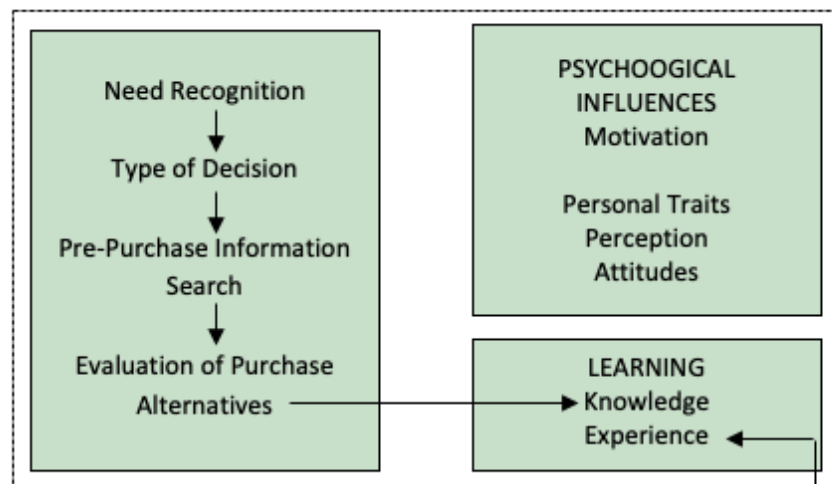 Need Recognition
Type of Decision
Pre-Purchase Information
Search
Evaluation of Purchase
Alternatives
PSYCHOOGICAL
INFLUENCES
Motivation
Personal Traits
Perception
Attitudes
LEARNING
Knowledge
Experience